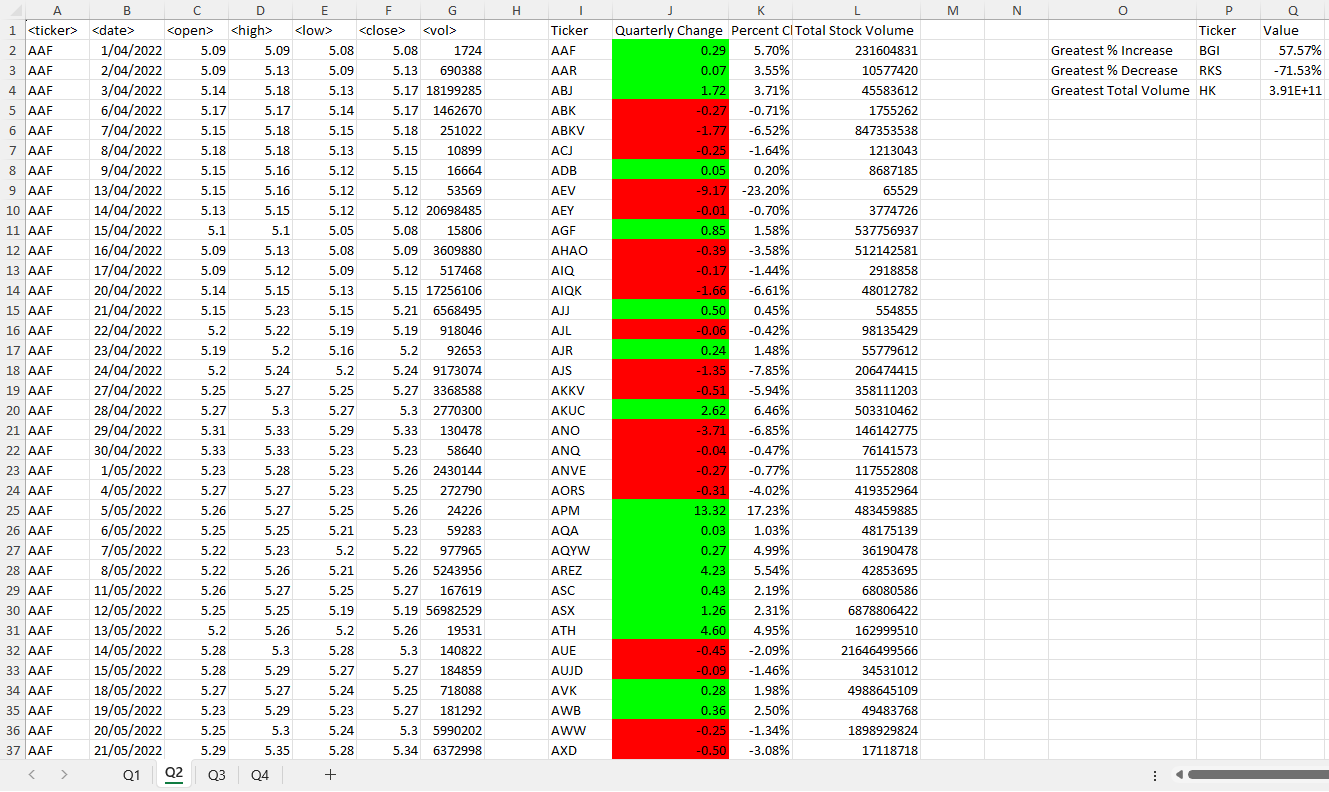 A B C D E F G H I J K L M N O P Q
1 <ticker> <date> <open> <high> <low> <close> <vol> Ticker Quarterly Change Percent Cl Total Stock Volume Ticker Value
2 AAF 1/04/2022 5.09 5.09 5.08 5.08 1724 AAF 0.29 5.70% 231604831 Greatest % Increase BGI 57.57%
3 AAF 2/04/2022 5.09 5.13 5.09 5.13 690388 AAR 0.07 3.55% 10577420 Greatest % Decrease RKS -71.53%
4 AAF 3/04/2022 5.14 5.18 5.13 5.17 18199285 ABJ 1.72 3.71% 45583612 Greatest Total Volume HK 3.91E+11
5 AAF 6/04/2022 5.17 5.17 5.14 5.17 1462670 ABK -0.27 -0.71% 1755262
6 AAF 7/04/2022 5.15 5.18 5.15 5.18 251022 ABKV -1.77 -6.52% 847353538
7 AAF 8/04/2022 5.18 5.18 5.13 5.15 10899 ACJ -0.25 -1.64% 1213043
8 AAF 9/04/2022 5.15 5.16 5.12 5.12 16664 ADB 0.05 0.20% 8687185
9 AAF 13/04/2022 5.15 5.16 5.12 5.12 53569 AEV -9.17 -23.20% 65529
10 AAF 14/04/2022 5.13 5.15 5.12 5.12 20698485 AEY -0.01 -0.70% 3774726
11 AAF 15/04/2022 5.1 5.1 5.05 5.08 15806 AGF 0.85 1.58% 537756937
12 AAF 16/04/2022 5.09 5.13 5.08 5.09 3609880 AHAO -0.39 -3.58% 512142581
13 AAF 17/04/2022 5.09 5.12 5.09 5.12 517468 AIQ -0.17 -1.44% 2918858
14 AAF 20/04/2022 5.14 5.15 5.13 5.15 17256106 AIQK -1.66 -6.61% 48012782
15 AAF 21/04/2022 5.15 5.23 5.15 5.21 6568495 AJJ 0.50 0.45% 554855
16 AAF 22/04/2022 5.2 5.22 5.19 5.19 918046 AJL -0.06 -0.42% 98135429
17 AAF 23/04/2022 5.19 5.2 5.16 5.2 92653 AJR 0.24 1.48% 55779612
18 AAF 24/04/2022 5.2 5.24 5.2 5.24 9173074 AJS -1.35 -7.85% 206474415
19 AAF 27/04/2022 5.25 5.27 5.25 5.27 3368588 AKKV -0.51 -5.94% 358111203
20 AAF 28/04/2022 5.27 5.3 5.27 5.3 2770300 AKUC 2.62 6.46% 503310462
21 AAF 29/04/2022 5.31 5.33 5.29 5.33 130478 ANO -3.71 -6.85% 146142775
22 AAF 30/04/2022 5.33 5.33 5.23 5.23 58640 ANQ -0.04 -0.47% 76141573
23 AAF 1/05/2022 5.23 5.28 5.23 5.26 2430144 ANVE -0.27 -0.77% 117552808
24 AAF 4/05/2022 5.27 5.27 5.23 5.25 272790 AORS -0.31 -4.02% 419352964
25 AAF 5/05/2022 5.26 5.27 5.25 5.26 24226 APM 13.32 17.23% 483459885
26 AAF 6/05/2022 5.25 5.25 5.21 5.23 59283 AQA 0.03 1.03% 48175139
27 AAF 7/05/2022 5.22 5.23 5.2 5.22 977965 AQYW 0.27 4.99% 36190478
28 AAF 8/05/2022 5.22 5.26 5.21 5.26 5243956 AREZ 4.23 5.54% 42853695
29 AAF 11/05/2022 5.26 5.27 5.25 5.27 167619 ASC 0.43 2.19% 68080586
30 AAF 12/05/2022 5.25 5.25 5.19 5.19 56982529 ASX 1.26 2.31% 6878806422
31 AAF 13/05/2022 5.2 5.26 5.2 5.26 19531 ATH 4.60 4.95% 162999510
32 AAF 14/05/2022 5.28 5.3 5.28 5.3 140822 AUE -0.45 -2.09% 21646499566
33 AAF 15/05/2022 5.28 5.29 5.27 5.27 184859 AUJD -0.09 -1.46% 34531012
34 AAF 18/05/2022 5.27 5.27 5.24 5.25 718088 AVK 0.28 1.98% 4988645109
35 AAF 19/05/2022 5.23 5.29 5.23 5.27 181292 AWB 0.36 2.50% 49483768
36 AAF 20/05/2022 5.25 5.3 5.24 5.3 5990202 AWW -0.25 -1.34% 1898929824
37 AAF 21/05/2022 5.29 5.35 5.28 5.34 6372998 AXD -0.50 -3.08% 17118718
Q1 Q2 Q3 Q4